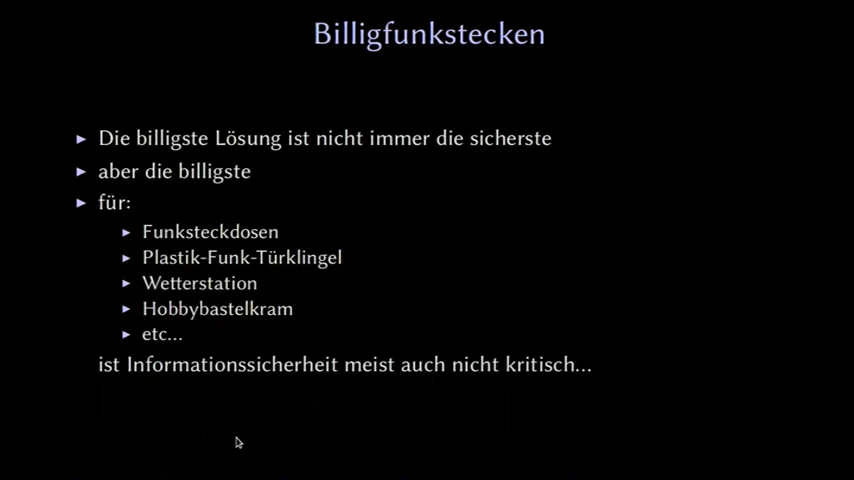 Billigfunkstecken
Die billigste Lösung ist nicht immer die sicherste
aber die billigste
für:
Funksteckdosen
Plastik-Funk-Türklingel
Wetterstation
Hobbybastelkram
etc...
ist Informationssicherheit meist auch nicht kritisch...